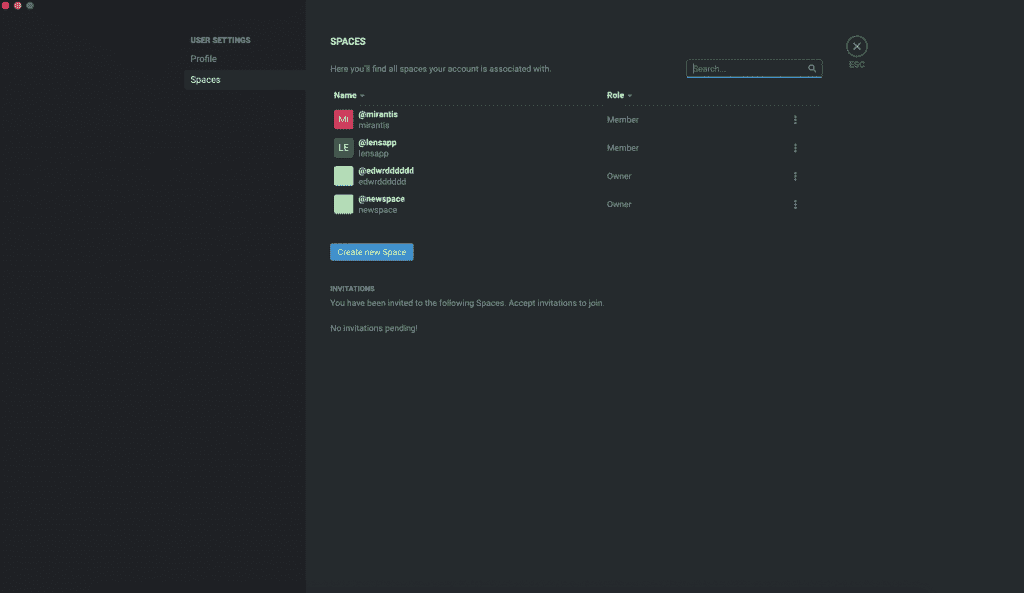 USER SETTINGS
Profile
Spaces
SPACES
Here you'll find all spaces your account is associated with.
Search...
ESC
Name
Role
MI
@mirantis
mirantis
Member
LE
@lensapp
lensapp
Member
@edwrdddddd
edwrdddddd
Owner
@newspace
newspace
Owner
Create new Space
INVITATIONS
You have been invited to the following Spaces. Accept invitations to join.
No invitations pending!